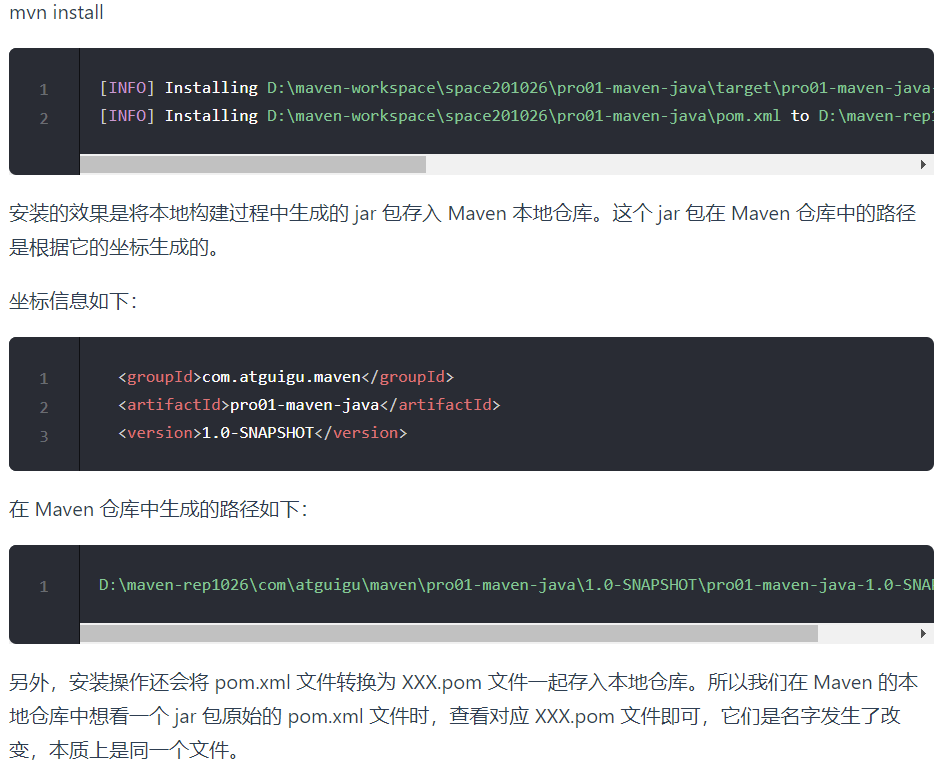 mvn install
1 [INFO] Installing D:\maven-workspace\space201026\pro01-maven-java\target\pro01-maven-java-
2 [INFO] Installing D:\maven-workspace\space201026\pro01-maven-java\pom.xml to D:\maven-rep1
安装的效果是将本地构建过程中生成的 jar 包存入 Maven 本地仓库。这个 jar 包在 Maven 仓库中的路径
是根据它的坐标生成的。
坐标信息如下：
1 <groupId>com.atguigu.maven</groupId>
2 <artifactId>pro01-maven-java</artifactId>
3 <version>1.0-SNAPSHOT</version>
在 Maven 仓库中生成的路径如下：
1 D:\maven-rep1026\com\atguigu\maven\pro01-maven-java\1.0-SNAPSHOT\pro01-maven-java-1.0-SNA
另外，安装操作还会将 pom.xml 文件转换为 XXX.pom 文件一起存入本地仓库。所以我们在 Maven 的本
地仓库中想看一个 jar 包原始的 pom.xml 文件时，查看对应 XXX.pom 文件即可，它们是名字发生了改
变，本质上是同一个文件。